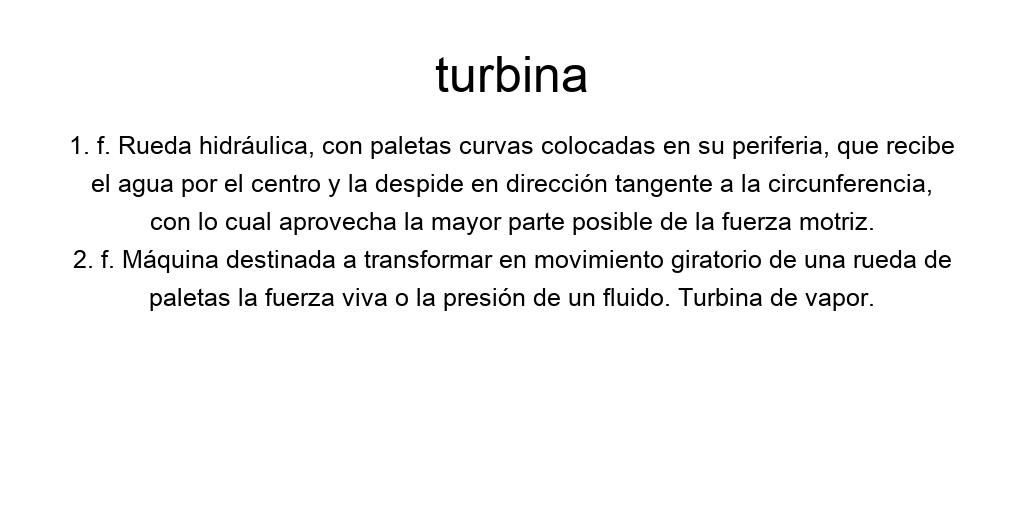 turbina
1. f. Rueda hidráulica, con paletas curvas colocadas en su periferia, que recibe
el agua por el centro y la despide en dirección tangente a la circunferencia,
con lo cual aprovecha la mayor parte posible de la fuerza motriz.
2. f. Máquina destinada a transformar en movimiento giratorio de una rueda de
paletas la fuerza viva o la presión de un fluido. Turbina de vapor.